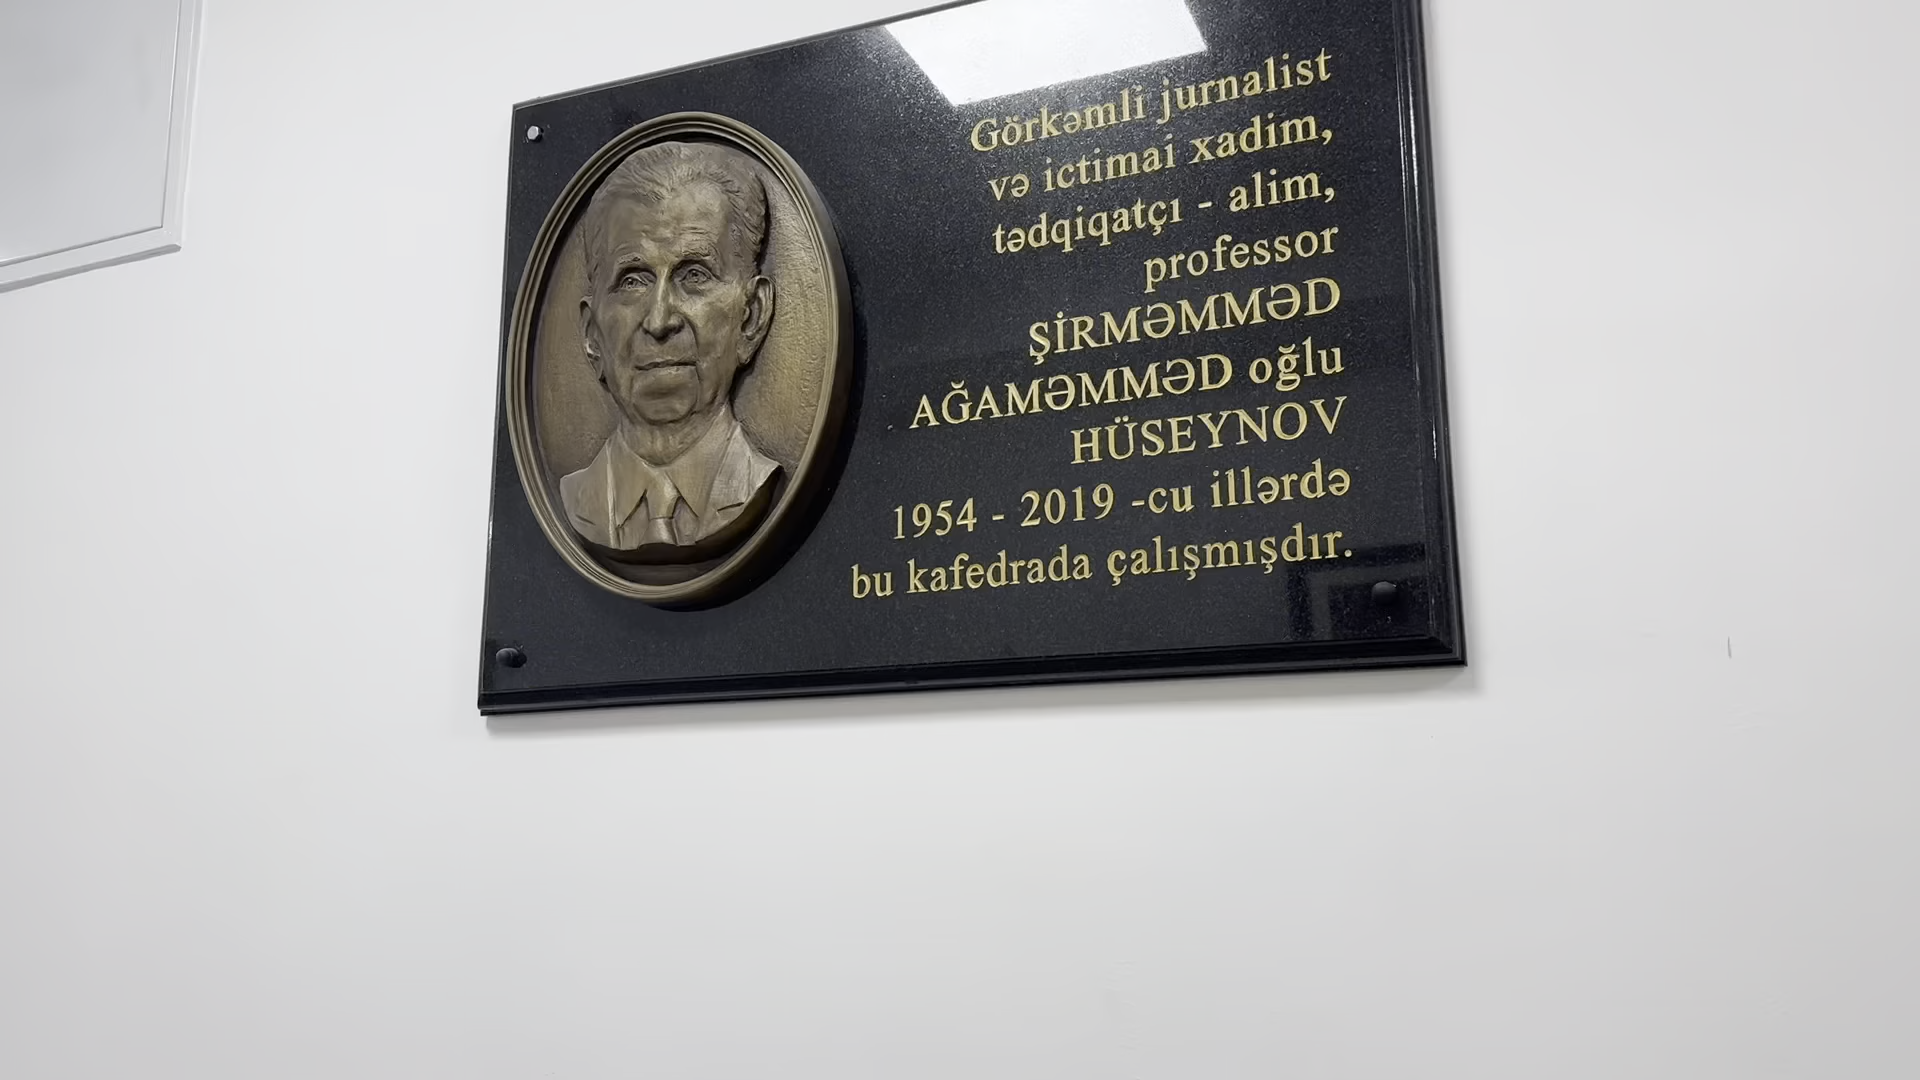 Görkəmli jurnalist
və ictimai xadim,
tədqiqatçı - alim,
professor
ŞİRMƏMMƏD
AĞAMƏMMƏD oğlu
HÜSEYNOV
1954 - 2019 -cu illərdə
bu kafedrada çalışmışdır.